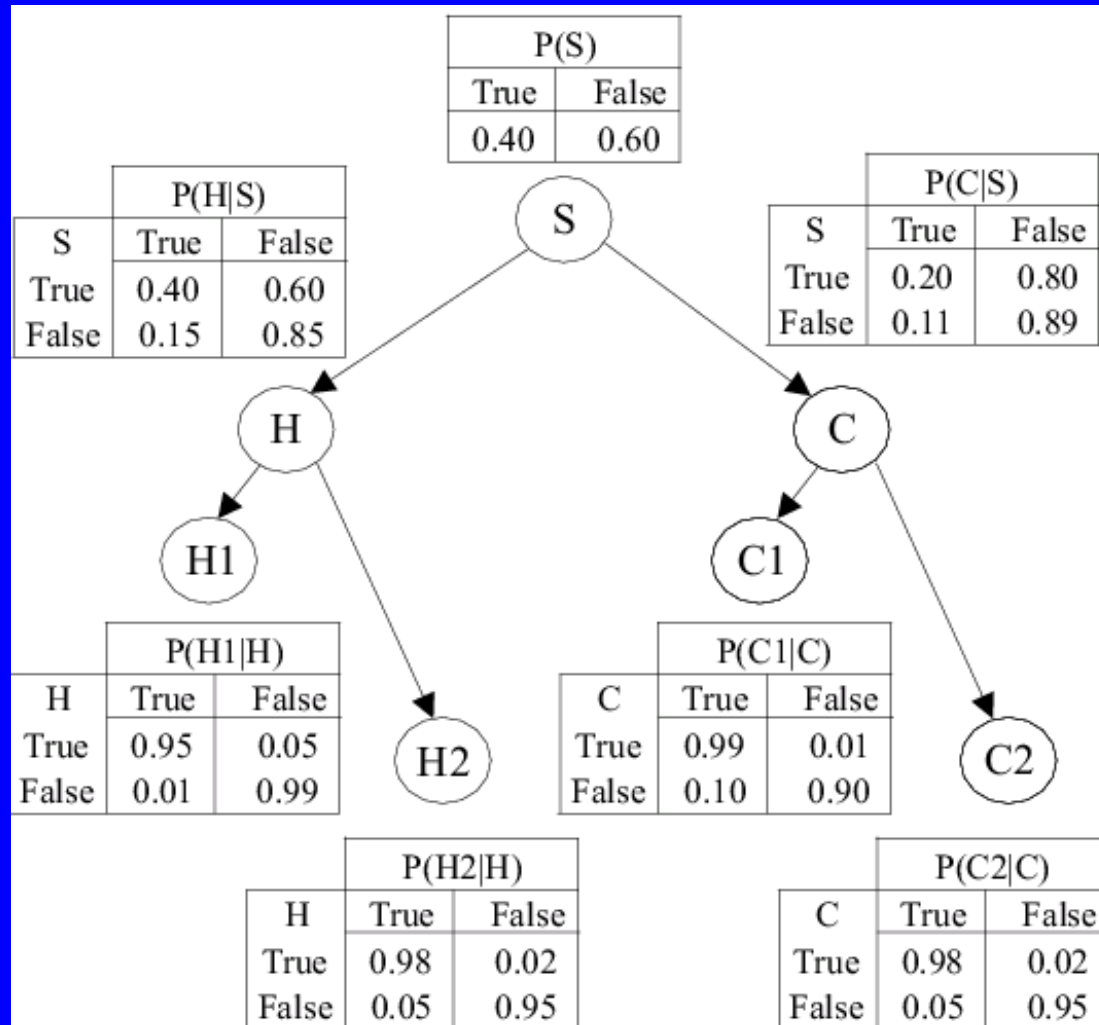 P(S)
True False
0.40 0.60
P(H|S)
S True False
True 0.40 0.60
False 0.15 0.85
S
P(C|S)
S True False
True 0.20 0.80
False 0.11 0.89
H
C
H1
C1
P(H1|H)
H True False
True 0.95 0.05
False 0.01 0.99
H2
P(C1|C)
C True False
True 0.99 0.01
False 0.10 0.90
C2
P(H2|H)
H True False
True 0.98 0.02
False 0.05 0.95
P(C2|C)
C True False
True 0.98 0.02
False 0.05 0.95